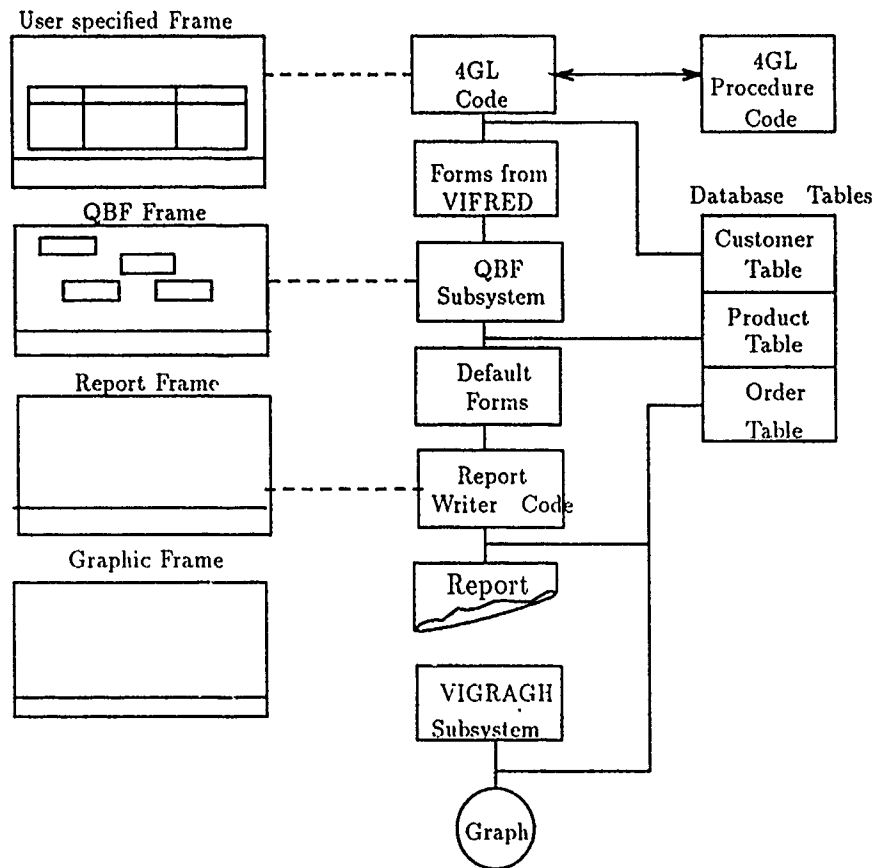 User specified Frame
4GL
Code
4GL
Procedure
Code
Forms from
VIFRED
Database Tables
QBF Frame
Customer
Table
QBF
Subsystem
Product
Table
Default
Forms
Report Frame
Order
Table
Report
Writer Code
Graphic Frame
Report
VIGRAGH
Subsystem
Graph